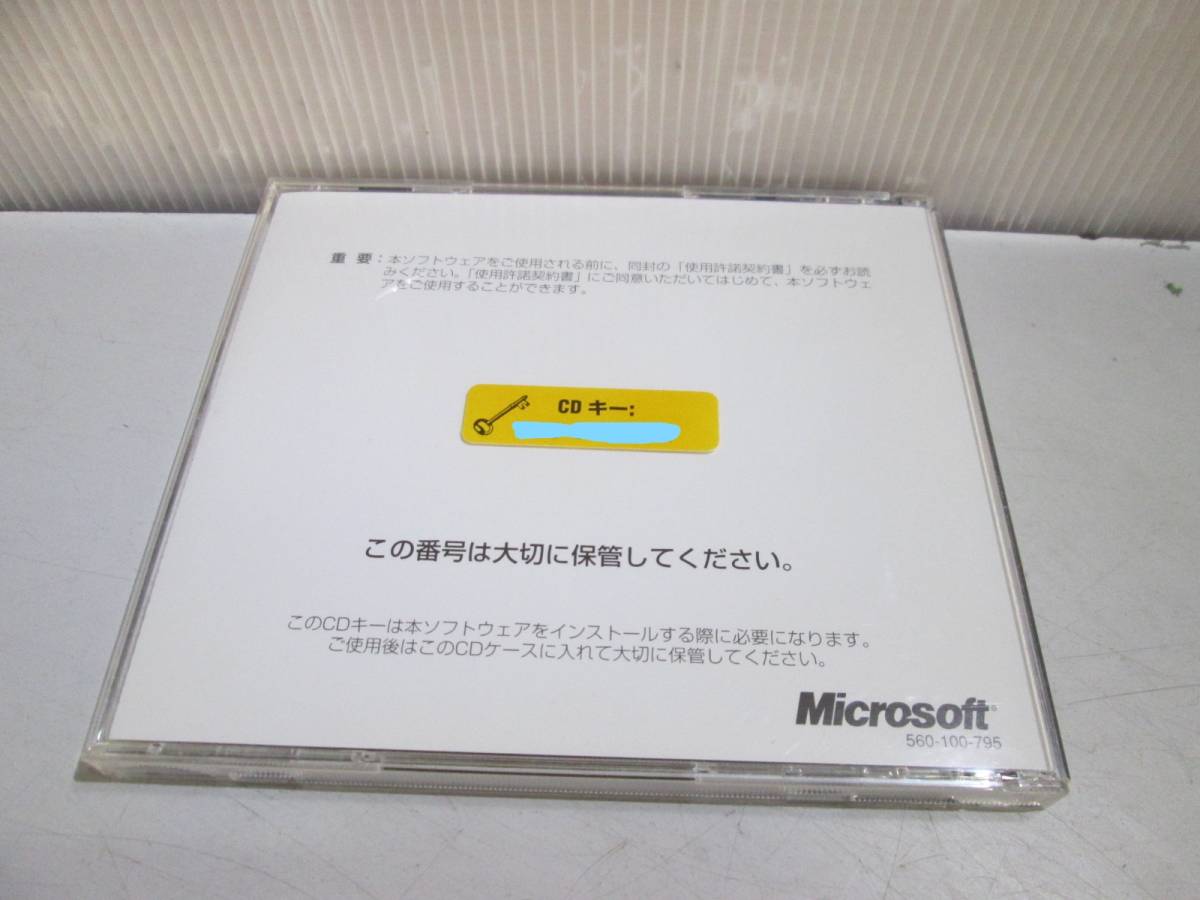 重 要：本ソフトウェアをご使用される前に、同封の「使用許諾契約書」を必ずお読
みください。「使用許諾契約書」にご同意いただいてはじめて、本ソフトウェ
アをご使用することができます。
CD キー:
この番号は大切に保管してください。
このCDキーは本ソフトウェアをインストールする際に必要になります。
ご使用後はこのCDケースに入れて大切に保管してください。
Microsoft®
560-100-795